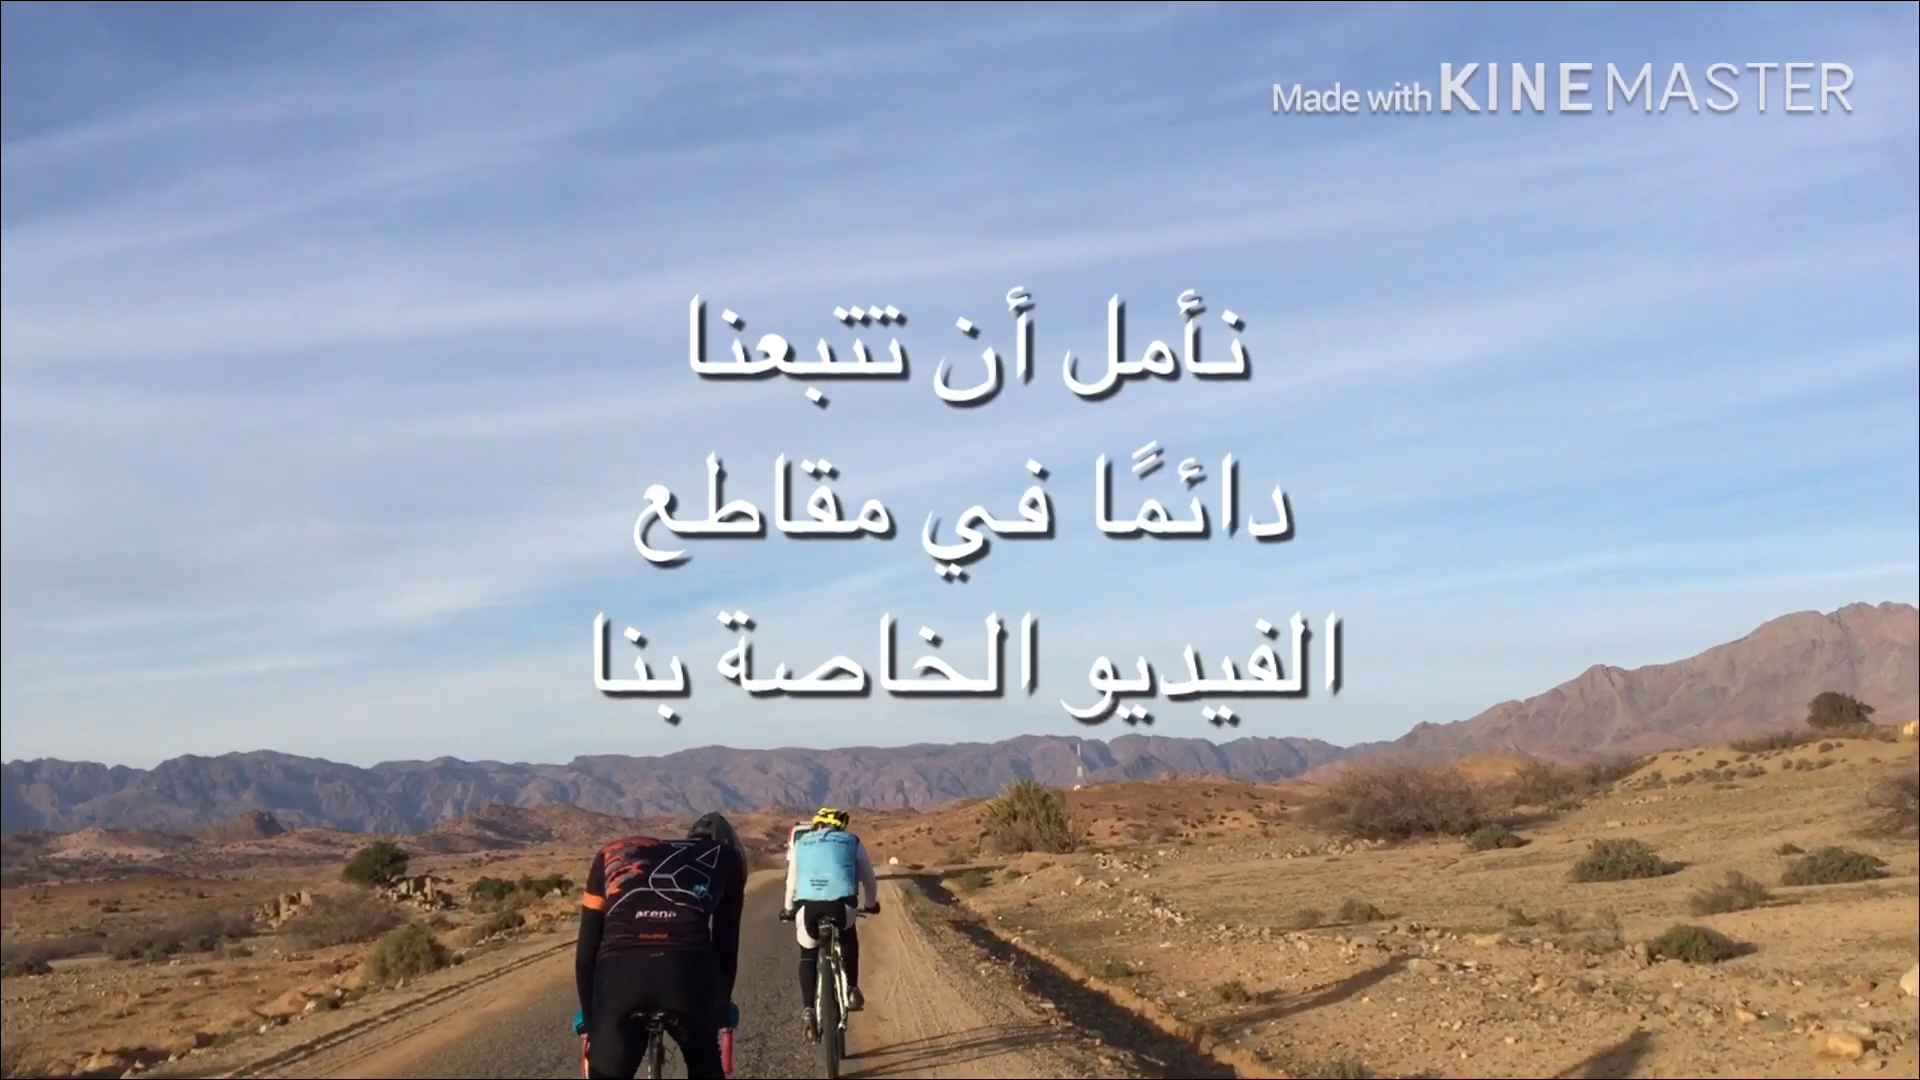 Made with KINEMASTER
نأمل أن تتبعنا
دائمًا في مقاطع
الفيديو الخاصة بنا
arena